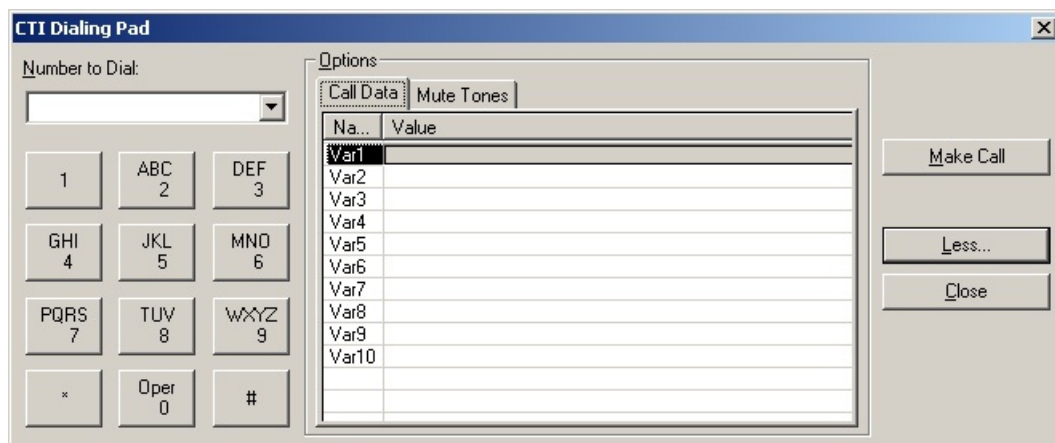 CTI Dialing Pad
Number to Dial:
1
ABC
2
DEF
3
GHI
4
JKL
5
MNO
6
PQRS
7
TUV
8
WXYZ
9
*
Oper
0
#
Options
Call Data Mute Tones
Na... Value
Var1
Var2
Var3
Var4
Var5
Var6
Var7
Var8
Var9
Var10
Make Call
Less...
Close